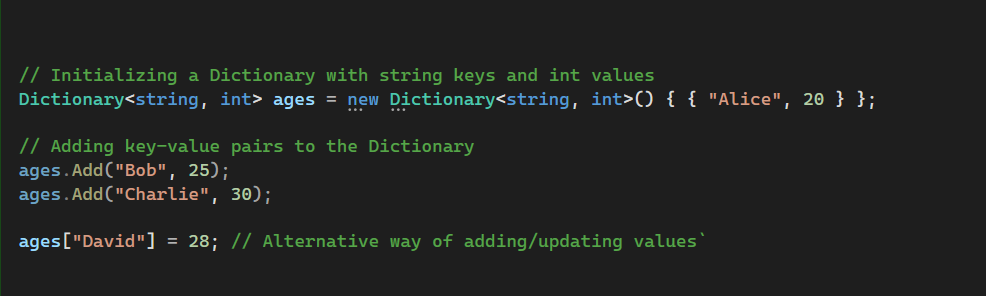 // Initializing a Dictionary with string keys and int values
Dictionary<string, int> ages = new Dictionary<string, int>() { { "Alice", 20 } };
// Adding key-value pairs to the Dictionary
ages.Add("Bob", 25);
ages.Add("Charlie", 30);
ages["David"] = 28; // Alternative way of adding/updating values`